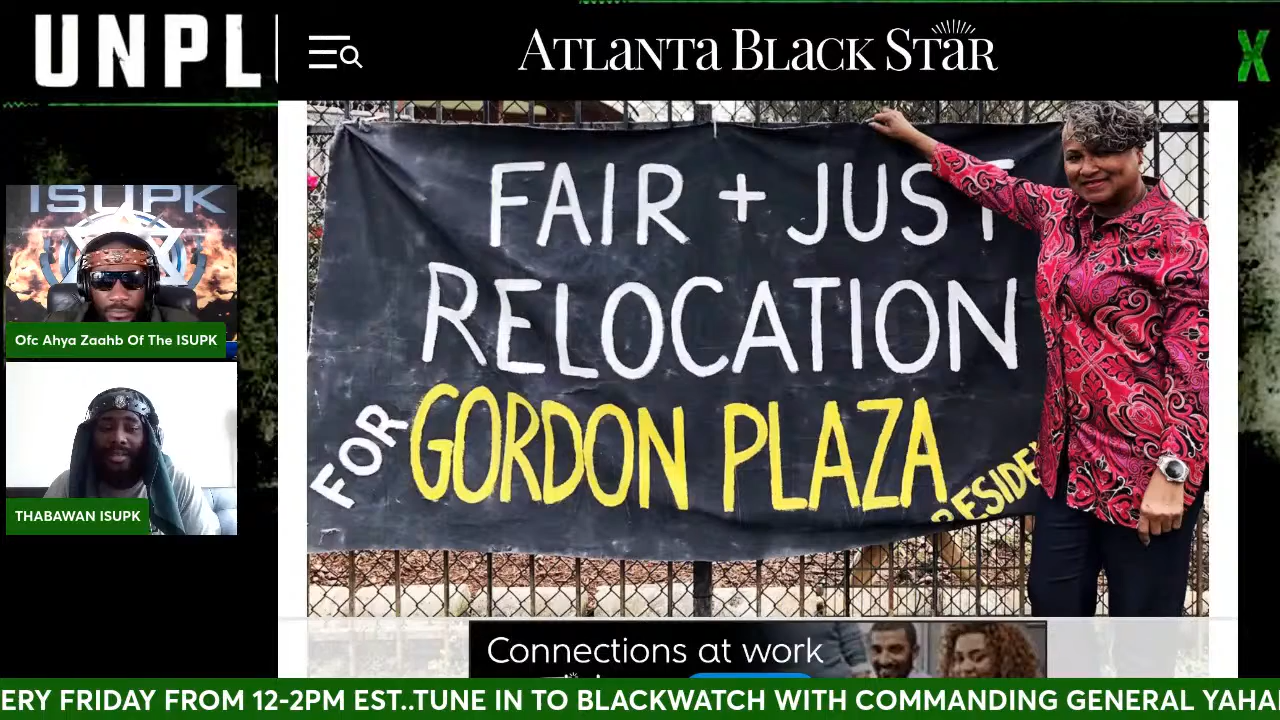 UNPL
ATLANTA BLACK STAR
X
ISUPK
Ofc Ahya Zaahb Of The ISUPK
THABAWAN ISUPK
FAIR + JUST
RELOCATION
FOR GORDON PLAZA
RESIDE
Connections at work
ERY FRIDAY FROM 12-2PM EST..TUNE IN TO BLACKWATCH WITH COMMANDING GENERAL YAHA